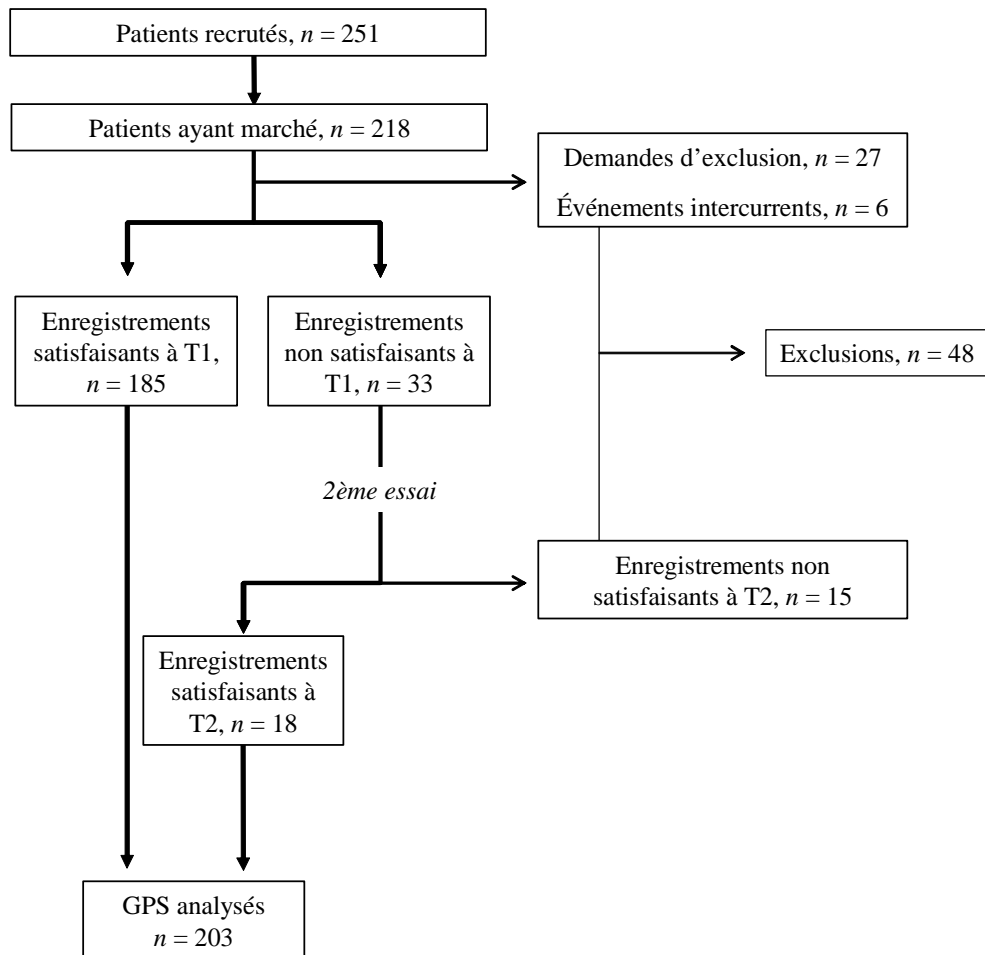 Patients recrutés, n = 251
Patients ayant marché, n = 218
Demandes d’exclusion, n = 27
Événements intercurrents, n = 6
Enregistrements
satisfaisants à T1,
n = 185
Enregistrements
non satisfaisants à
T1, n = 33
Exclusions, n = 48
2ème essai
Enregistrements non
satisfaisants à T2, n = 15
Enregistrements
satisfaisants à
T2, n = 18
GPS analysés
n = 203